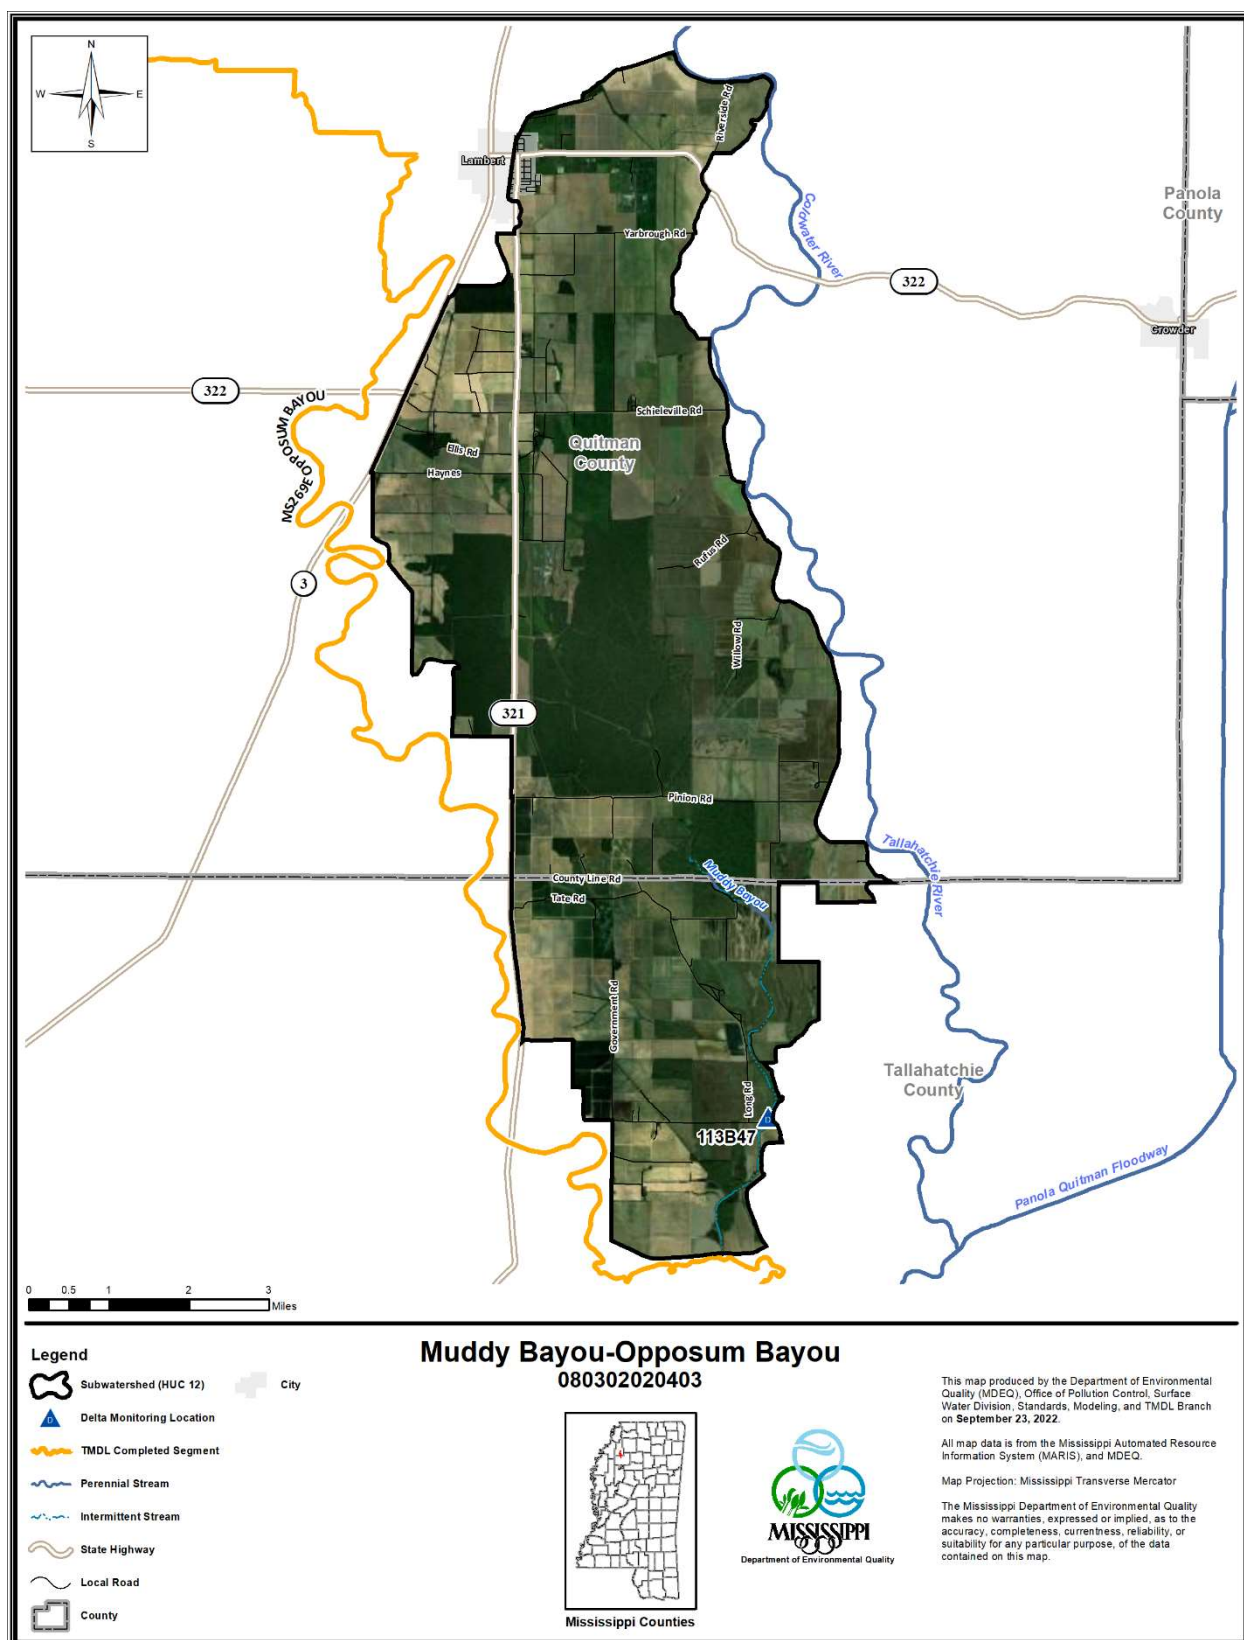 N
W
E
S
Lambert
Riverside Rd
Coldwater River
Panola
County
Yarbrough Rd
322
Crowder
322
MS269E OPPOSUM BAYOU
Schieleville Rd
Ellis Rd
Quitman
County
Haynes
Rufus Rd
3
Willow Rd
321
Pinion Rd
Tallahatchie River
Muddy Bayou
County Line Rd
Tate Rd
Government Rd
Tallahatchie
County
Long Rd
D
113B47
Panola Quitman Floodway
0 0.5 1 2 3
Miles
Muddy Bayou-Opposum Bayou
080302020403
Legend
Subwatershed (HUC 12)
City
D
Delta Monitoring Location
TMDL Completed Segment
Perennial Stream
Intermittent Stream
State Highway
Local Road
County
Mississippi Counties
MISSISSIPPI
Department of Environmental Quality
This map produced by the Department of Environmental
Quality (MDEQ), Office of Pollution Control, Surface
Water Division, Standards, Modeling, and TMDL Branch
on September 23, 2022.
All map data is from the Mississippi Automated Resource
Information System (MARIS), and MDEQ.
Map Projection: Mississippi Transverse Mercator
The Mississippi Department of Environmental Quality
makes no warranties, expressed or implied, as to the
accuracy, completeness, currentness, reliability, or
suitability for any particular purpose, of the data
contained on this map.